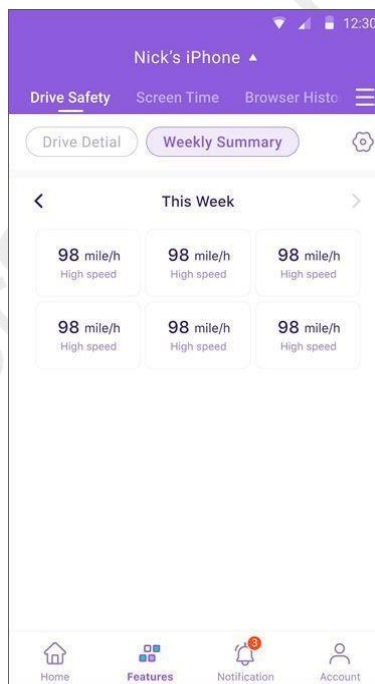 12:30
Nick's iPhone
Drive Safety Screen Time Browser Histo
Drive Detial Weekly Summary
This Week
98 mile/h 98 mile/h 98 mile/h
High speed High speed High speed
98 mile/h 98 mile/h 98 mile/h
High speed High speed High speed
3
Home Features Notification Account